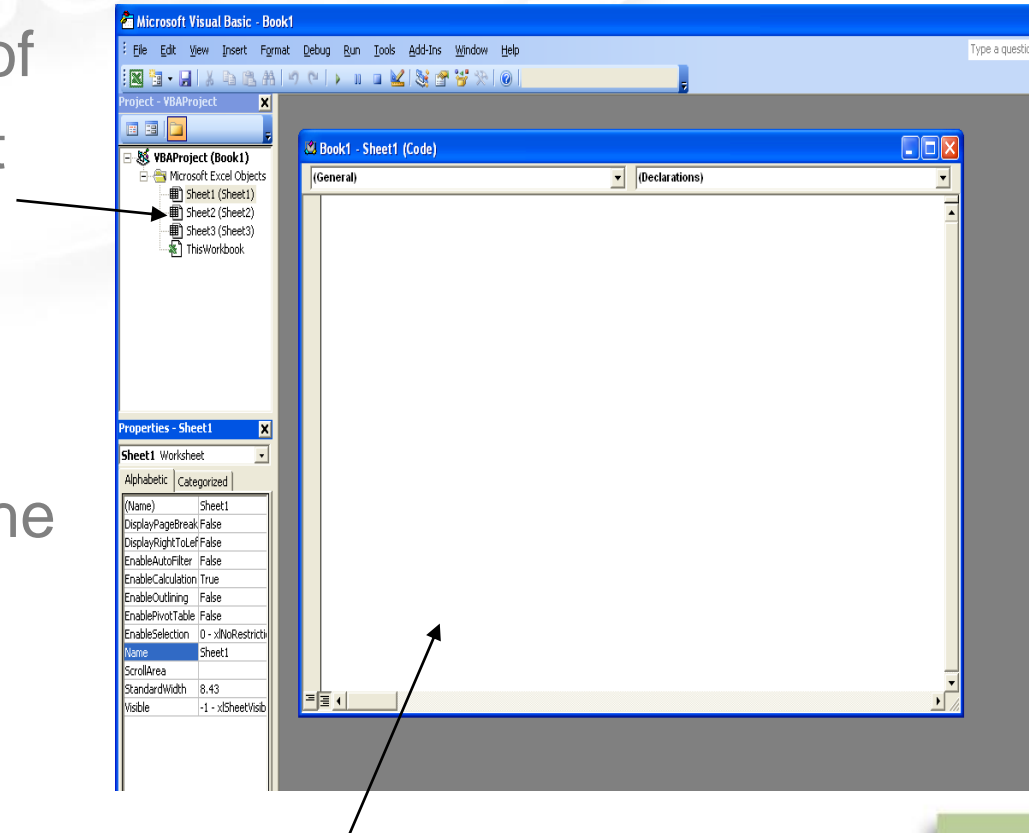 of
t
ne
Microsoft Visual Basic - Book1
File Edit View Insert Format Debug Run Tools Add-Ins Window Help
Type a questio
Project - VBAProject
VBAProject (Book1)
Microsoft Excel Objects
Sheet1 (Sheet1)
Sheet2 (Sheet2)
Sheet3 (Sheet3)
ThisWorkbook
Properties - Sheet1
Sheet1 Worksheet
Alphabetic Categorized
(Name) Sheet1
DisplayPageBreak False
DisplayRightToLef False
EnableAutoFilter False
EnableCalculation True
EnableOutlining False
EnablePivotTable False
EnableSelection 0 - xlNoRestricti
Name Sheet1
ScrollArea
StandardWidth 8.43
Visible -1 - xlSheetVisib
Book1 - Sheet1 (Code)
(General) (Declarations)